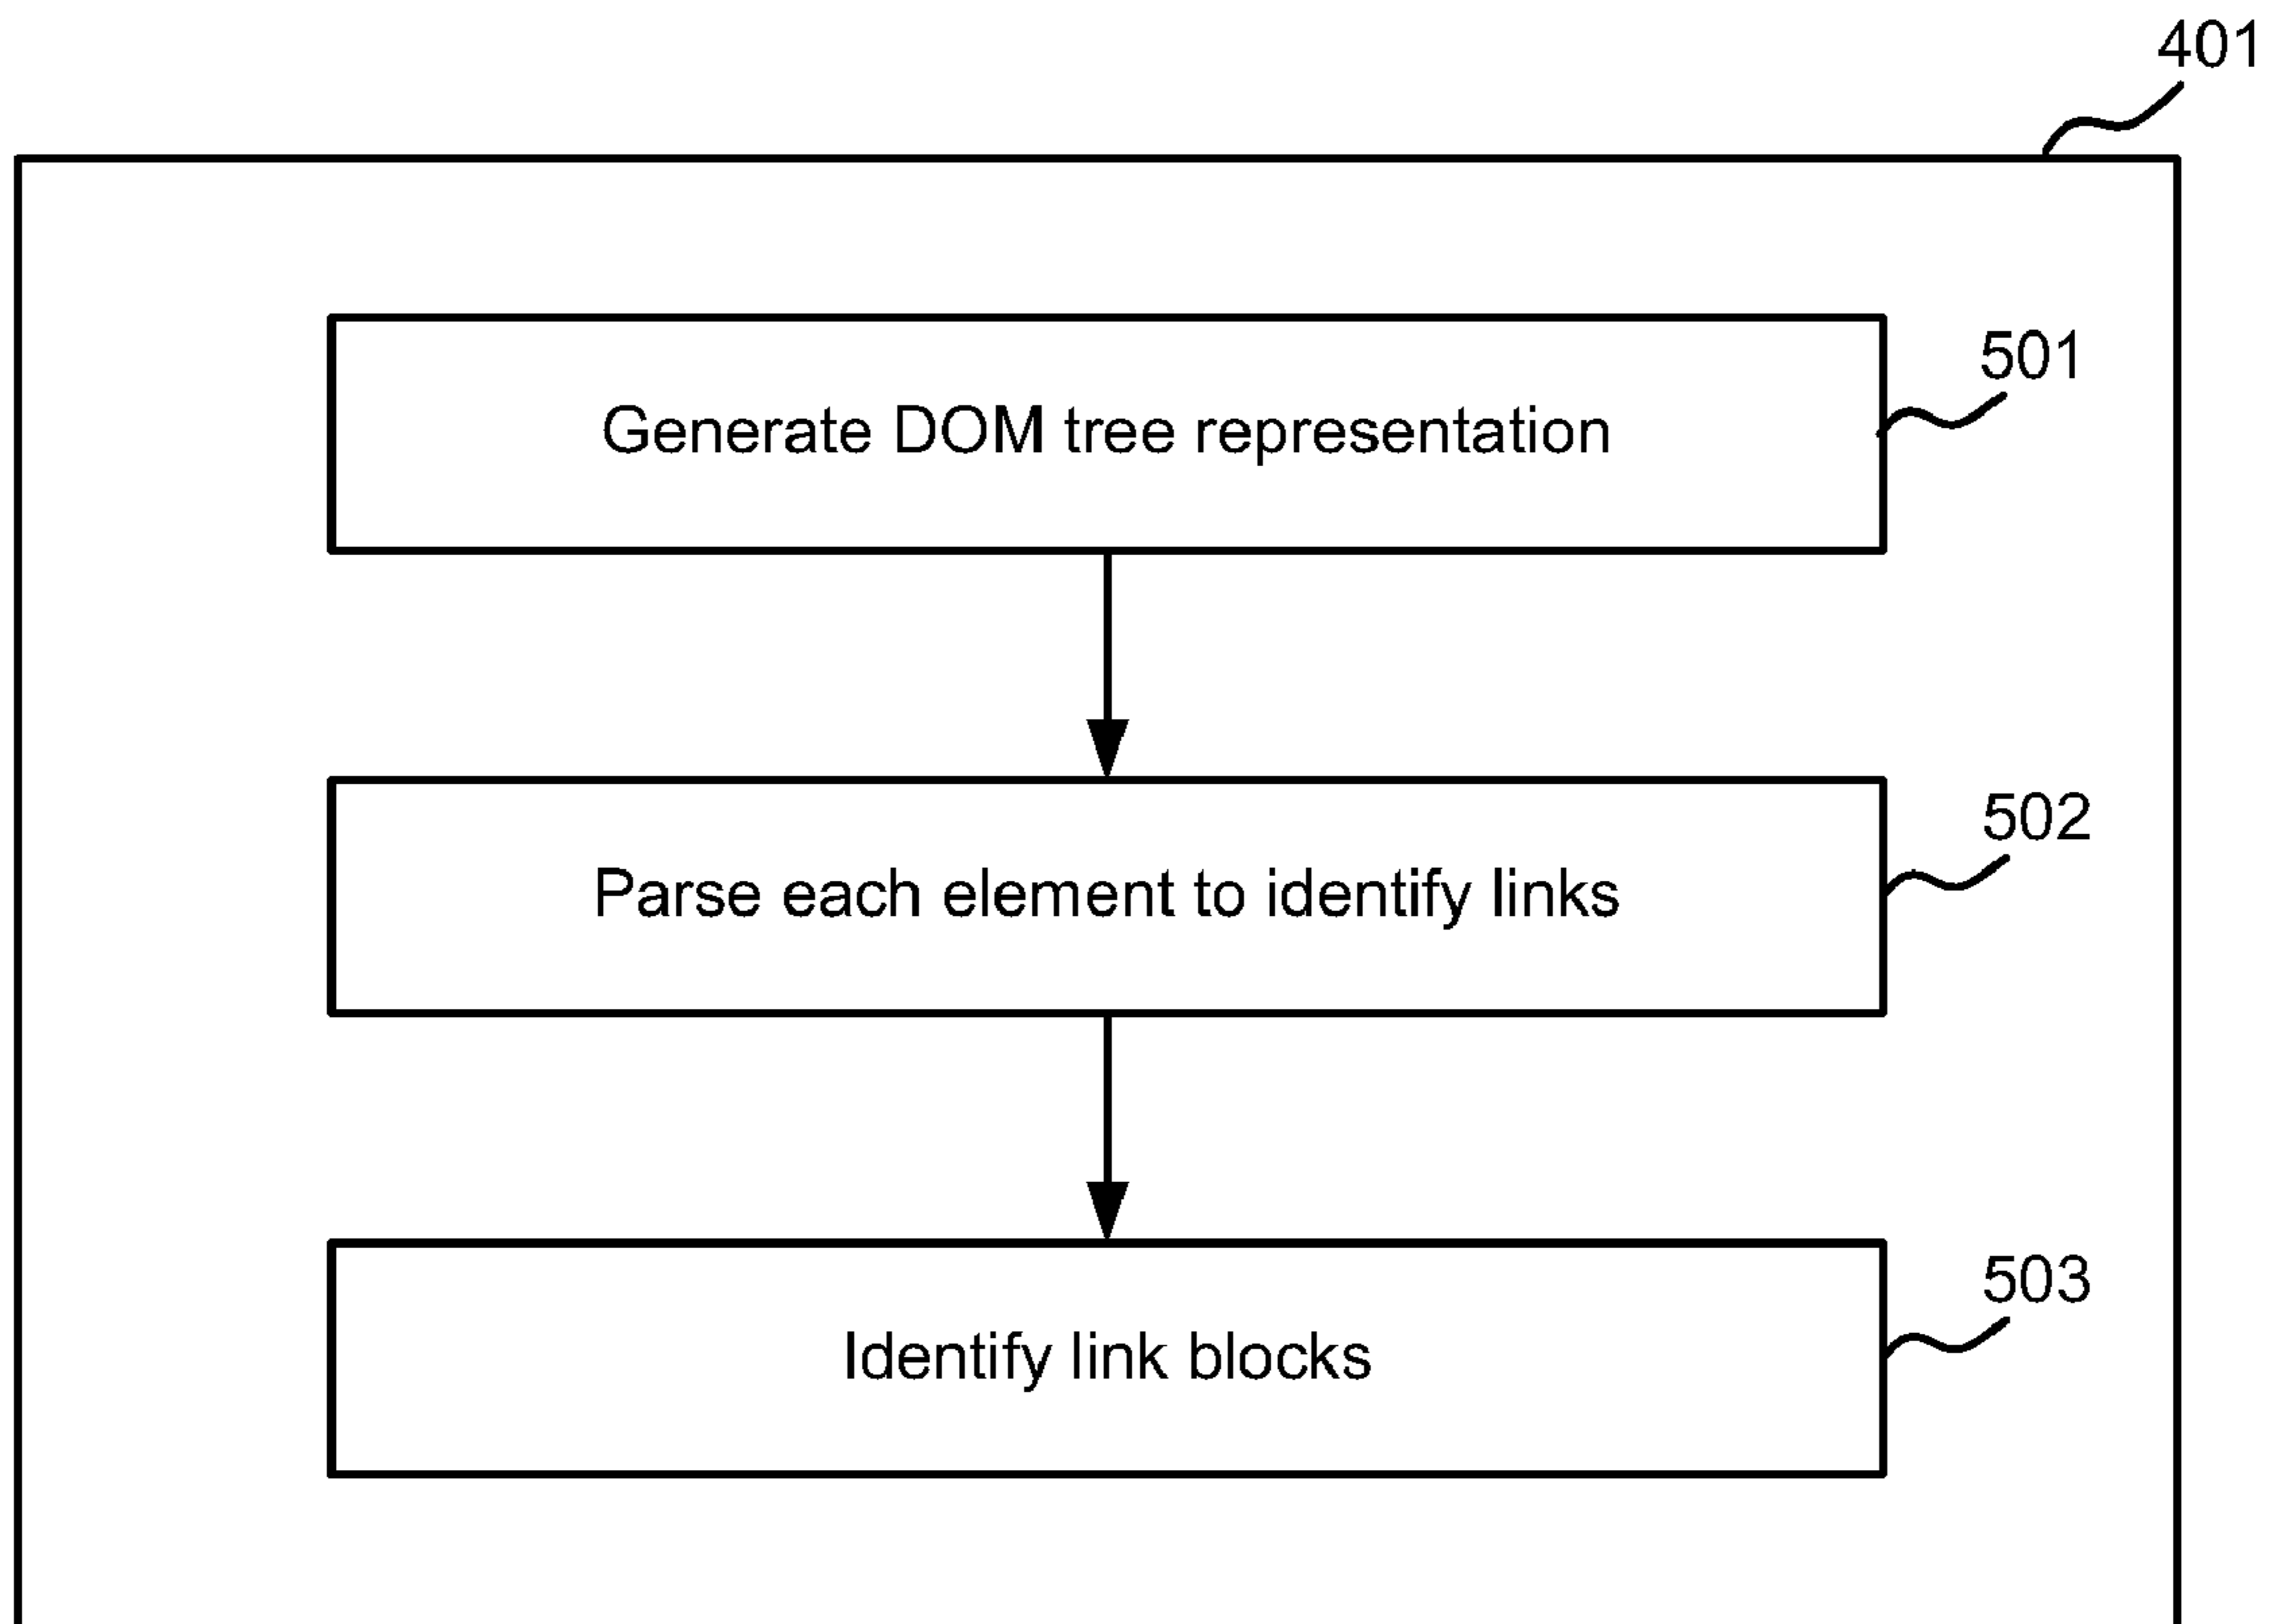 401
501
Generate DOM tree representation
502
Parse each element to identify links
503
Identify link blocks